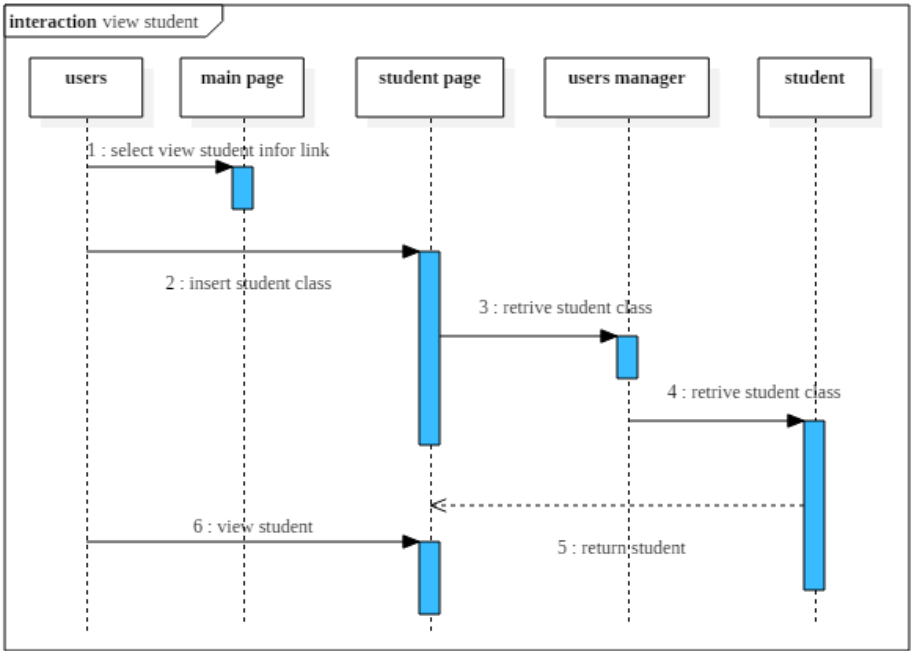 interaction view student
users
main page
student page
users manager
student
1 : select view student infor link
2 : insert student class
3 : retrive student class
4 : retrive student class
6 : view student
5 : return student